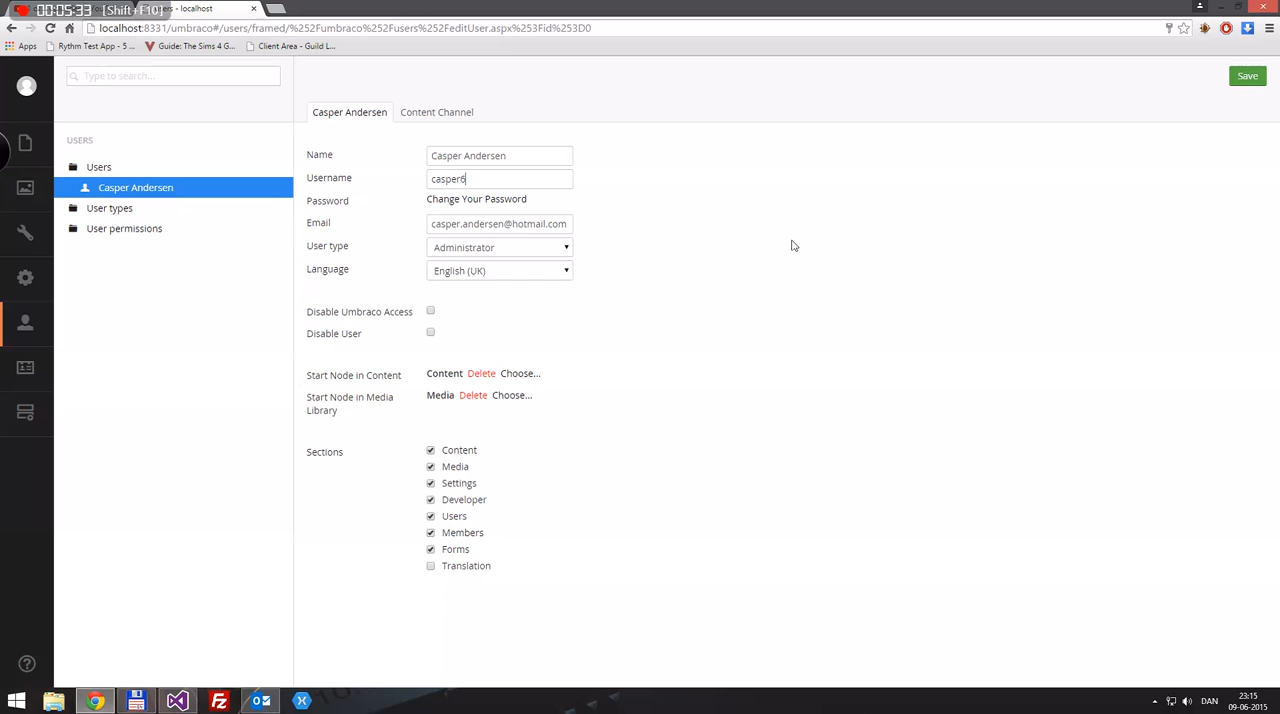 00:05:33 [Shift+F10] ers - localhost
localhost:8331/umbraco#/users/framed/%252Fumbraco%252Fusers%252FeditUser.aspx%253Fid%253D0
Apps Rythm Test App - 5 ... Guide: The Sims 4 G... Client Area - Guild L...
Type to search...
Save
Casper Andersen Content Channel
USERS
Users
Casper Andersen
User types
User permissions
Name Casper Andersen
Username casper6
Password Change Your Password
Email casper.andersen@hotmail.com
User type Administrator
Language English (UK)
Disable Umbraco Access
Disable User
Start Node in Content Content Delete Choose...
Start Node in Media Media Delete Choose...
Library
Sections Content
Media
Settings
Developer
Users
Members
Forms
Translation
DAN 23:15
09-06-2015